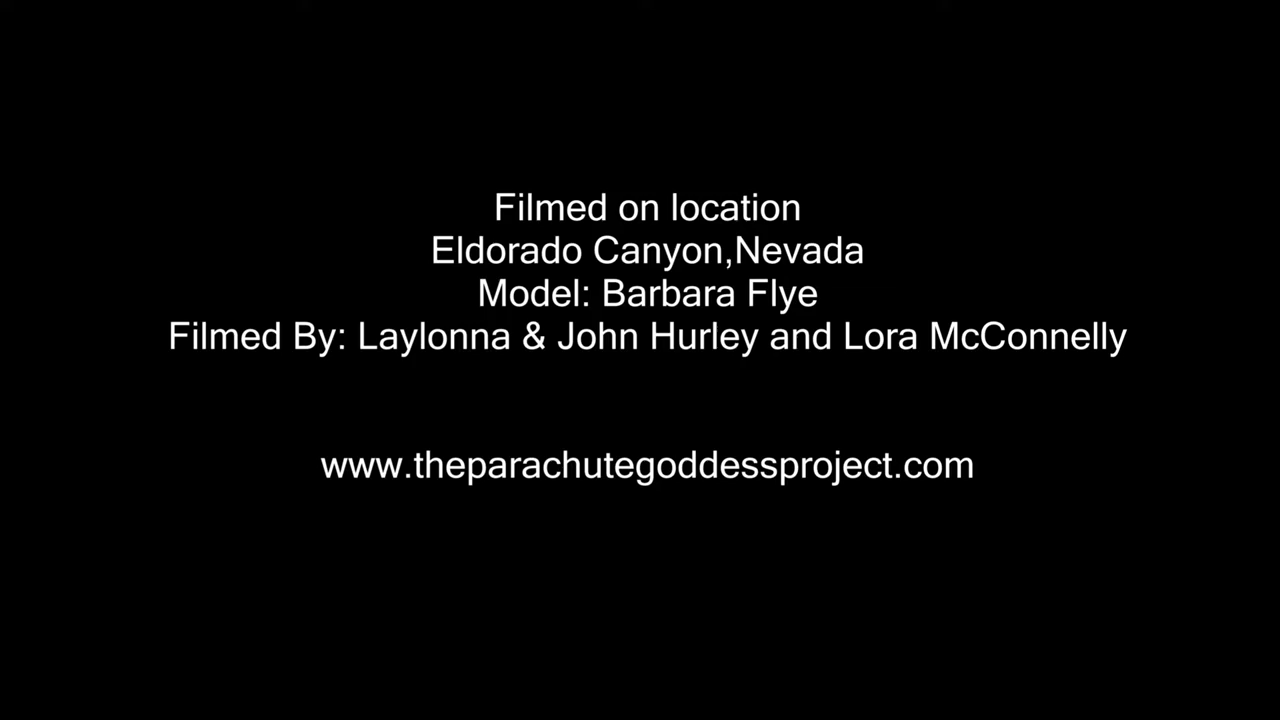 Filmed on location
Eldorado Canyon,Nevada
Model: Barbara Flye
Filmed By: Laylonna & John Hurley and Lora McConnelly
www.theparachutegoddessproject.com